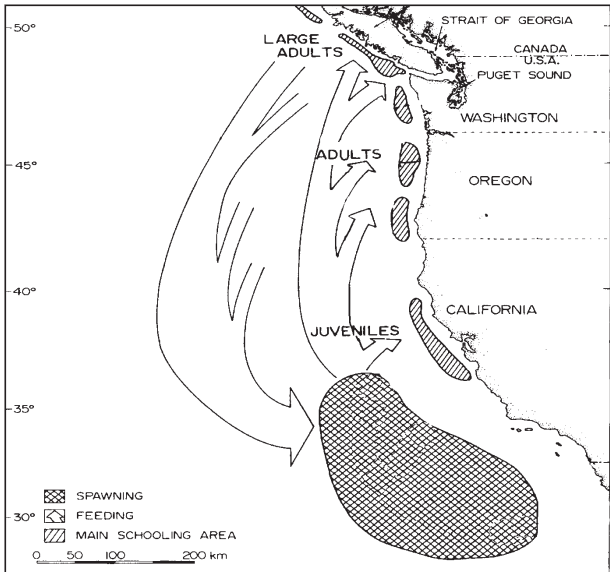 50°
STRAIT OF GEORGIA
LARGE
ADULTS
CANADA
U.S.A.
PUGET SOUND
WASHINGTON
45°
ADULTS
OREGON
40°
CALIFORNIA
JUVENILES
35°
SPAWNING
30°
FEEDING
MAIN SCHOOLING AREA
0 50 100 200 km